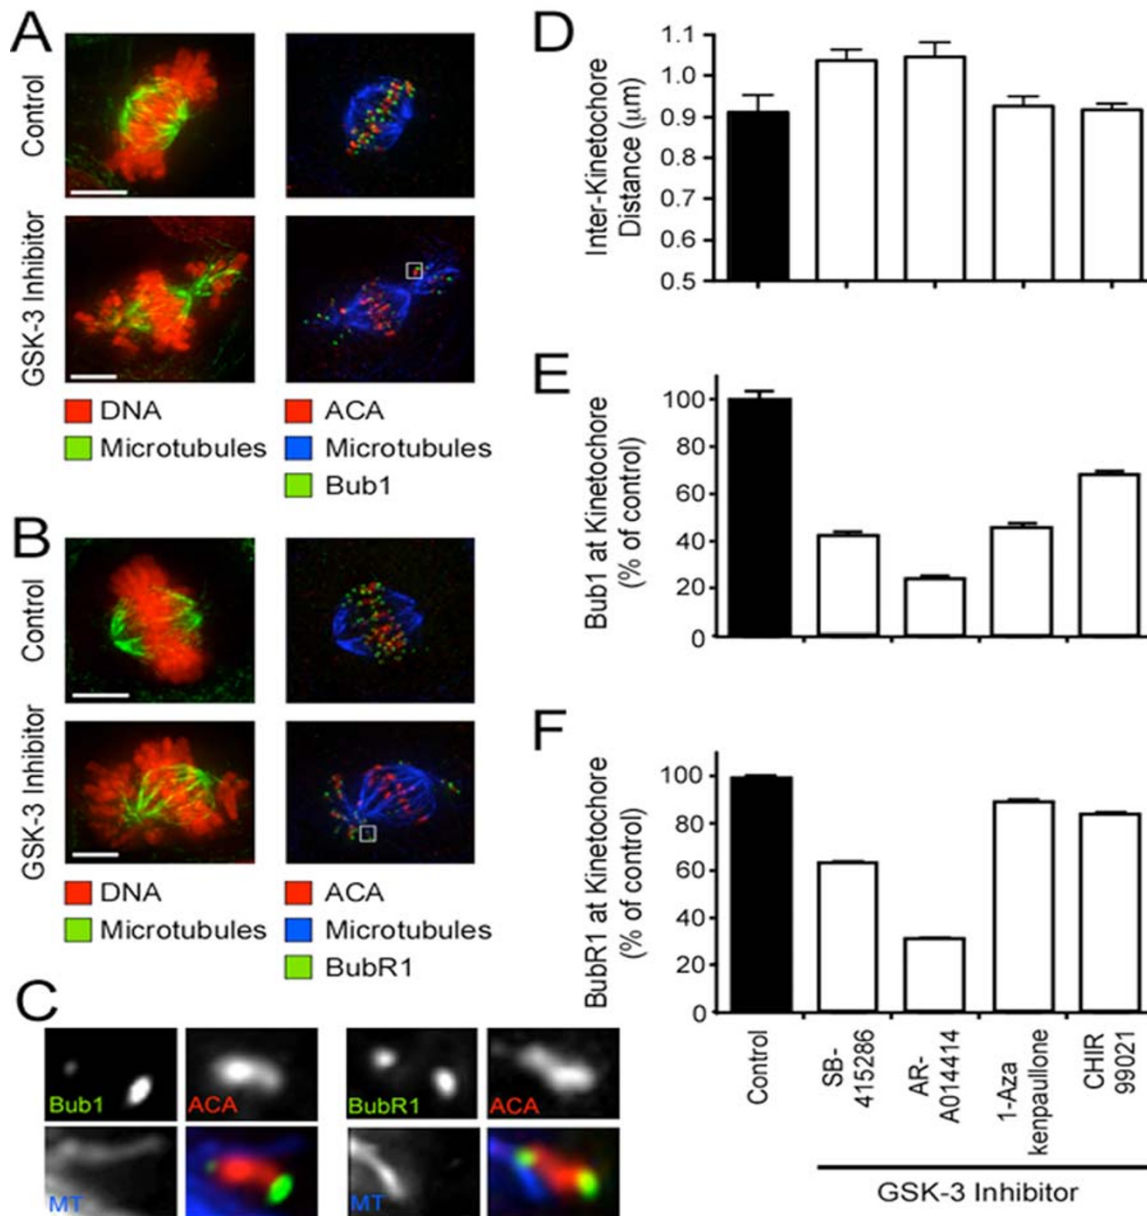 A
Control
GSK-3 Inhibitor
DNA
Microtubules
ACA
Microtubules
Bub1
B
Control
GSK-3 Inhibitor
DNA
Microtubules
ACA
Microtubules
BubR1
C
Bub1
ACA
MT
BubR1
ACA
MT
D
Inter-Kinetochore
Distance (μm)
1.1
1.0
0.9
0.8
0.7
0.6
0.5
E
Bub1 at Kinetochore
(% of control)
100
80
60
40
20
0
F
BubR1 at Kinetochore
(% of control)
100
80
60
40
20
0
Control
SB-
415286
AR-
A014414
1-Aza
kenpaullone
CHIR
99021
GSK-3 Inhibitor